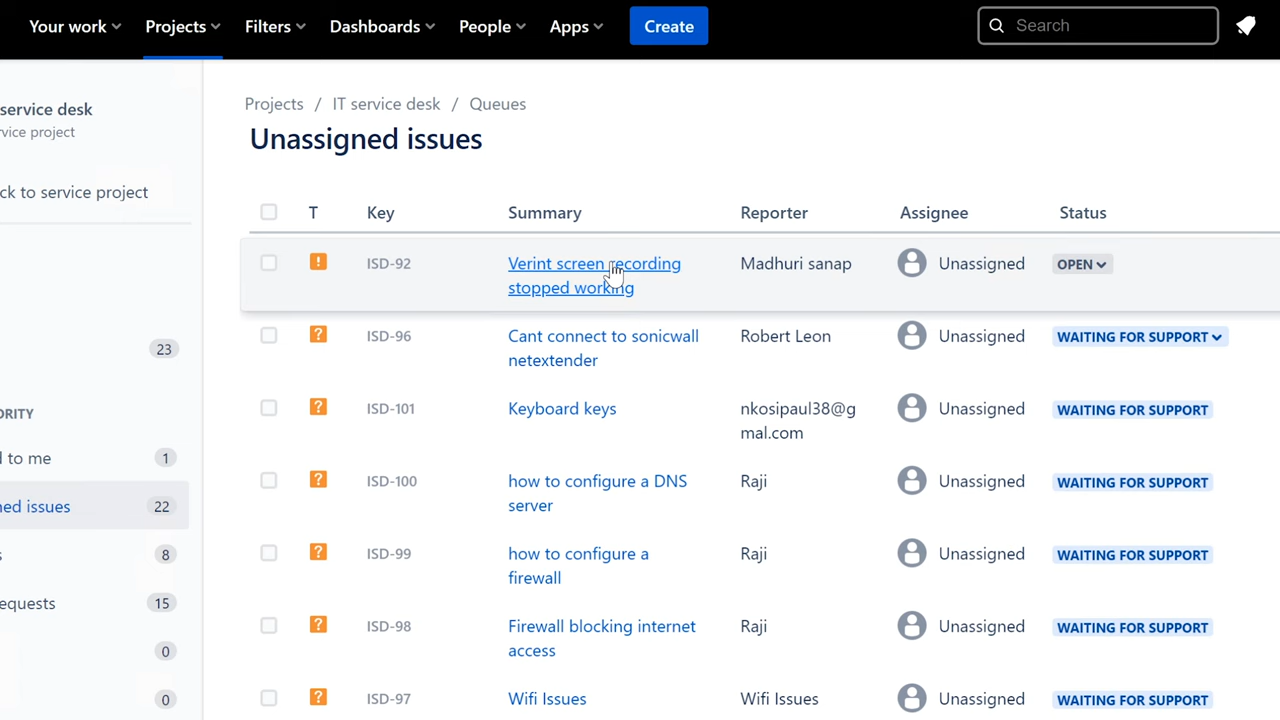 Your work Projects Filters Dashboards People Apps Create Search
service desk
vice project
ck to service project
23
ORITY
d to me 1
ned issues 22
s 8
equests 15
0
0
Projects / IT service desk / Queues
Unassigned issues
T Key Summary Reporter Assignee Status
! ISD-92 Verint screen recording Madhuri sanap Unassigned OPEN
stopped working
? ISD-96 Cant connect to sonicwall Robert Leon Unassigned WAITING FOR SUPPORT
netextender
? ISD-101 Keyboard keys nkosipaul38@g Unassigned WAITING FOR SUPPORT
mal.com
? ISD-100 how to configure a DNS Raji Unassigned WAITING FOR SUPPORT
server
? ISD-99 how to configure a Raji Unassigned WAITING FOR SUPPORT
firewall
? ISD-98 Firewall blocking internet Raji Unassigned WAITING FOR SUPPORT
access
? ISD-97 Wifi Issues Wifi Issues Unassigned WAITING FOR SUPPORT